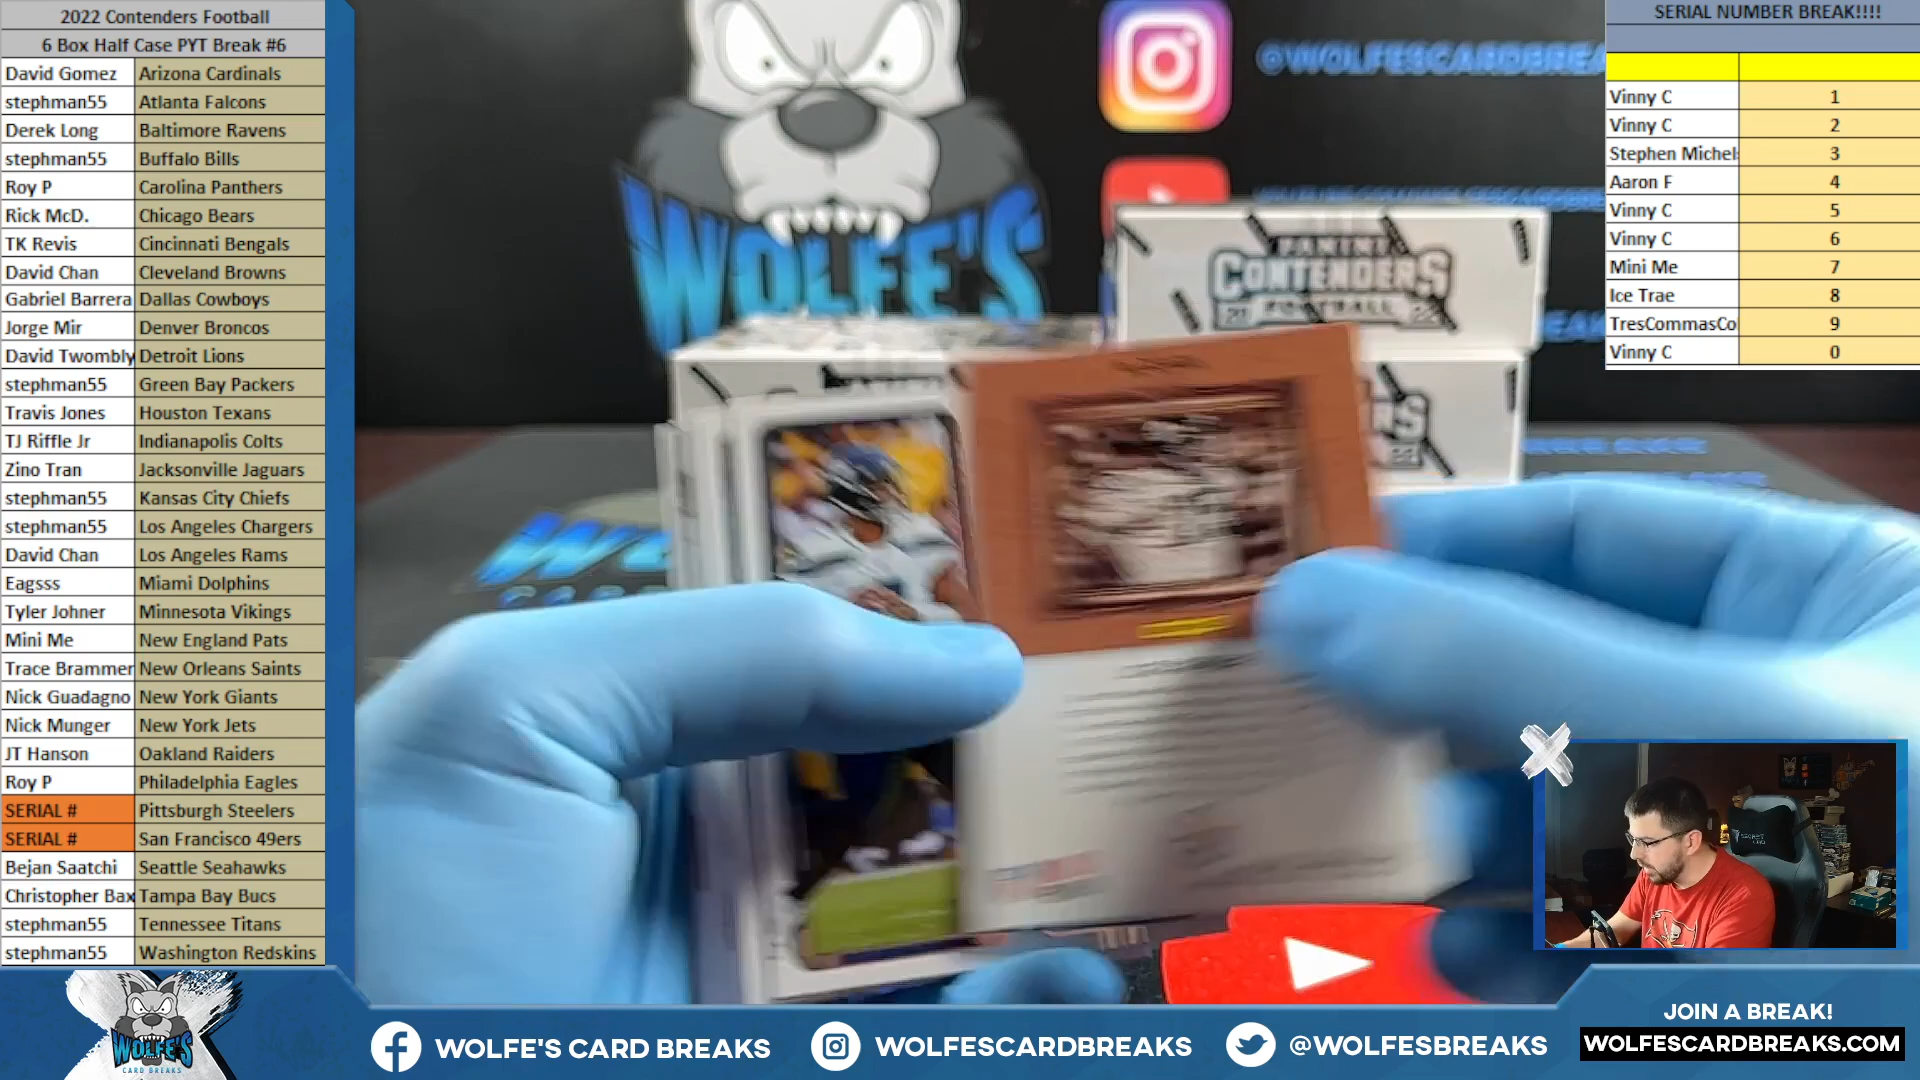 2022 Contenders Football
6 Box Half Case PYT Break #6
David Gomez Arizona Cardinals
stephman55 Atlanta Falcons
Derek Long Baltimore Ravens
stephman55 Buffalo Bills
Roy P Carolina Panthers
Rick McD. Chicago Bears
TK Revis Cincinnati Bengals
David Chan Cleveland Browns
Gabriel Barrera Dallas Cowboys
Jorge Mir Denver Broncos
David Twombly Detroit Lions
stephman55 Green Bay Packers
Travis Jones Houston Texans
TJ Riffle Jr Indianapolis Colts
Zino Tran Jacksonville Jaguars
stephman55 Kansas City Chiefs
stephman55 Los Angeles Chargers
David Chan Los Angeles Rams
Eagsss Miami Dolphins
Tyler Johner Minnesota Vikings
Mini Me New England Pats
Trace Brammer New Orleans Saints
Nick Guadagno New York Giants
Nick Munger New York Jets
JT Hanson Oakland Raiders
Roy P Philadelphia Eagles
SERIAL # Pittsburgh Steelers
SERIAL # San Francisco 49ers
Bejan Saatchi Seattle Seahawks
Christopher Bax Tampa Bay Bucs
stephman55 Tennessee Titans
stephman55 Washington Redskins
SERIAL NUMBER BREAK!!!!
Vinny C 1
Vinny C 2
Stephen Michel 3
Aaron F 4
Vinny C 5
Vinny C 6
Mini Me 7
Ice Trae 8
TresCommasCo 9
Vinny C 0
@WOLFESCARDBREA
WOLFE'S
PANINI
CONTENDERS
FOOTBALL
20 22
WOLFE'S
CARD BREAKS
WOLFE'S CARD BREAKS
WOLFESCARDBREAKS
@WOLFESBREAKS
JOIN A BREAK!
WOLFESCARDBREAKS.COM